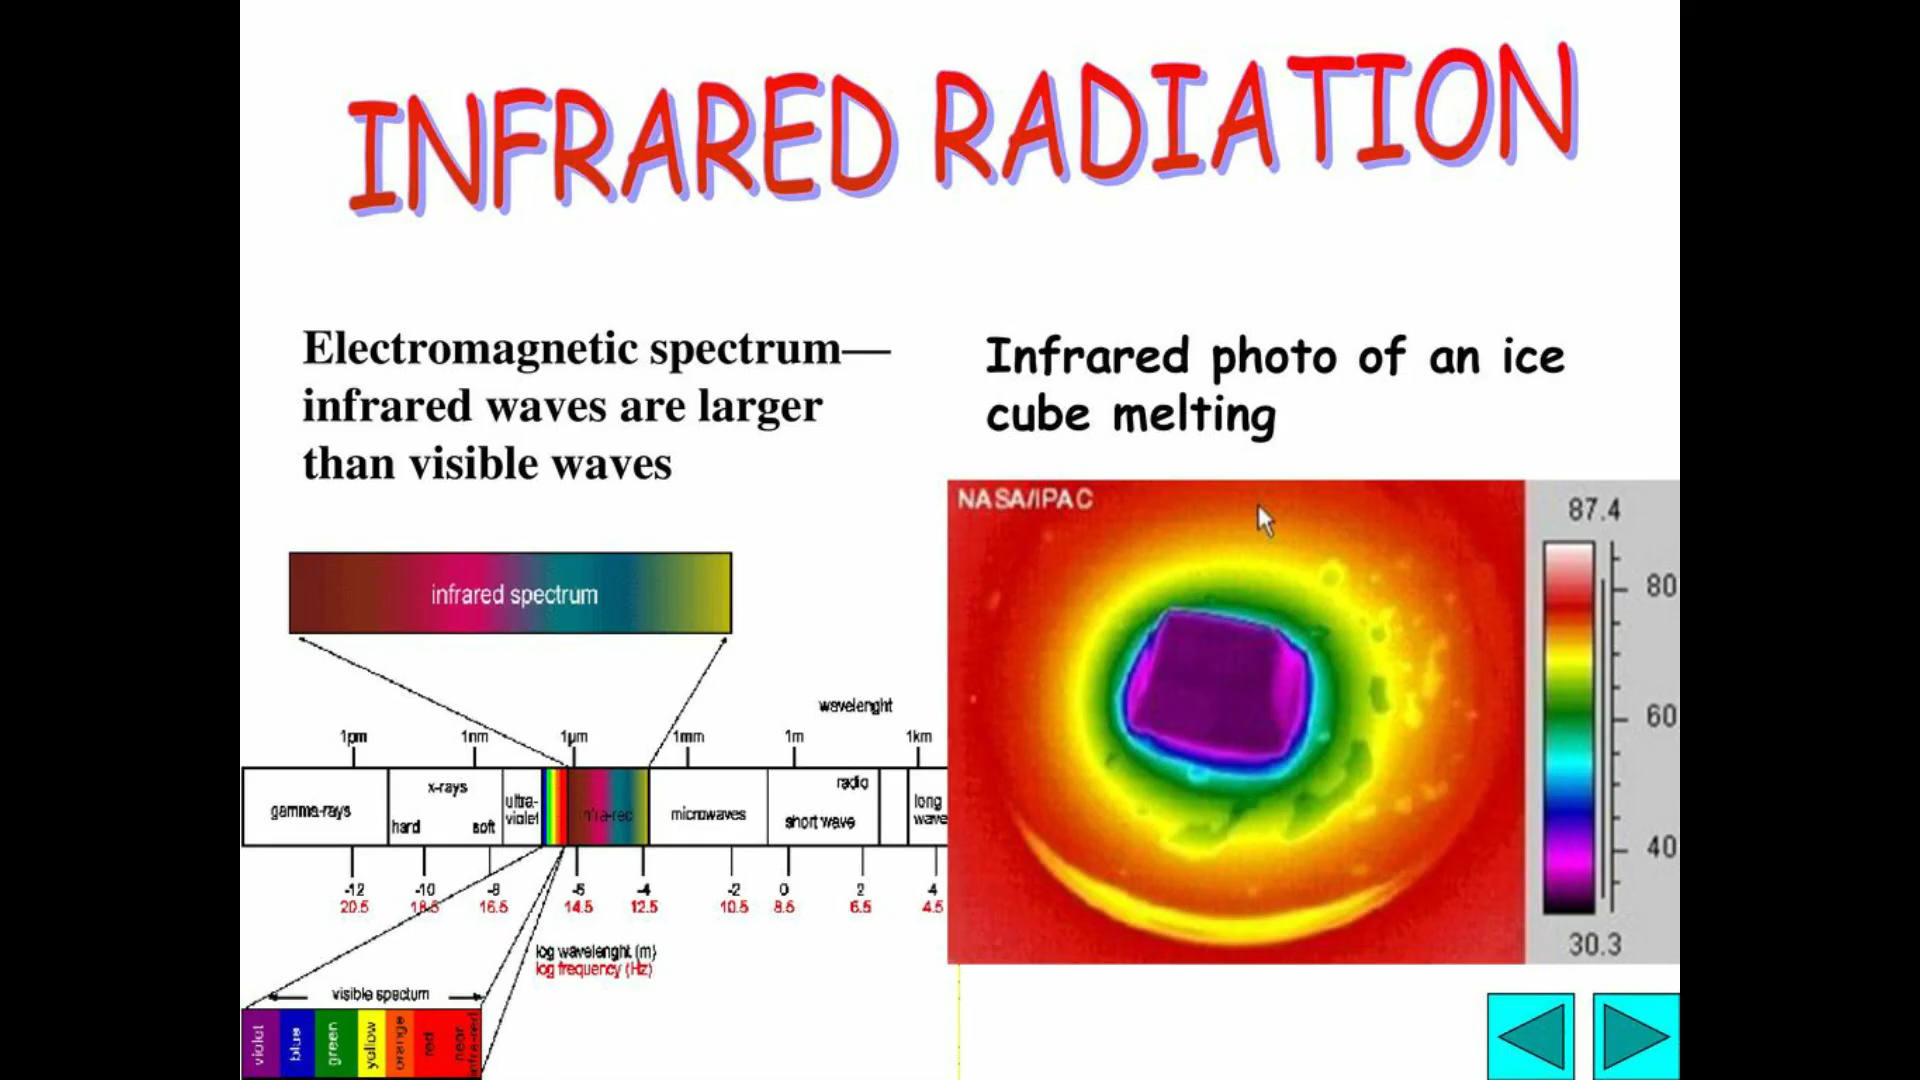 INFRARED RADIATION
Electromagnetic spectrum—
infrared waves are larger
than visible waves
Infrared photo of an ice
cube melting
infrared spectrum
wavelenght
1pm 1nm 1µm 1mm 1m 1km
gamma-rays
x-rays
hard soft
ultra-
violet
infra-red
microwaves
radio
short wave
long
wave
-12 -10 -8 -6 -4 -2 0 2 4
20.5 18.5 16.5 14.5 12.5 10.5 8.5 6.5 4.5
log wavelenght (m)
log frequency (Hz)
visible spectum
violet
blue
green
yellow
orange
red
near
infra-red
NASA/IPAC
87.4
80
60
40
30.3